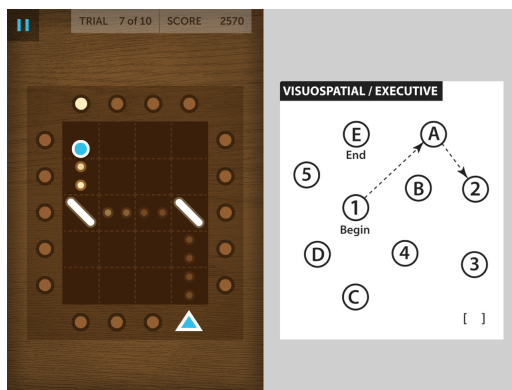 TRIAL 7 of 10 SCORE 2570
VISUOSPATIAL / EXECUTIVE
E
End
A
5
B
2
1
Begin
D
4
3
C
[ ]